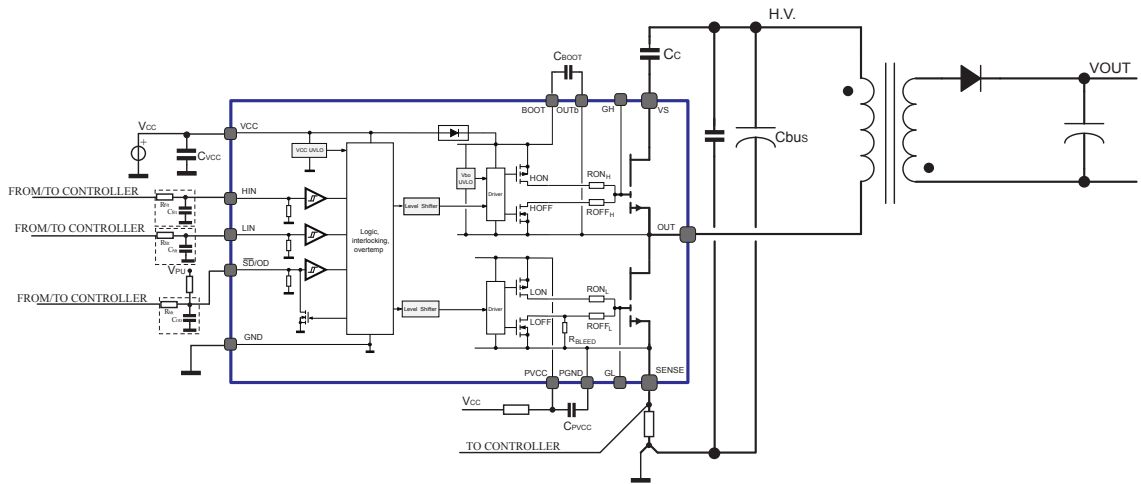 H.V.
CC
CBOOT
VOUT
BOOT OUTb GH VS
VCC
VCC
CVCC
VCC UVLO
Cbus
Vbo
UVLO
HON
RONH
Driver
FROM/TO CONTROLLER
HIN
Level Shifter
HOFF
ROFFH
FROM/TO CONTROLLER
LIN
Logic,
interlocking,
overtemp
OUT
VPU
SD/OD
FROM/TO CONTROLLER
LON
RONL
Level Shifter
Driver
LOFF
ROFFL
RBLEED
GND
PVCC PGND GL SENSE
VCC
CPVCC
TO CONTROLLER